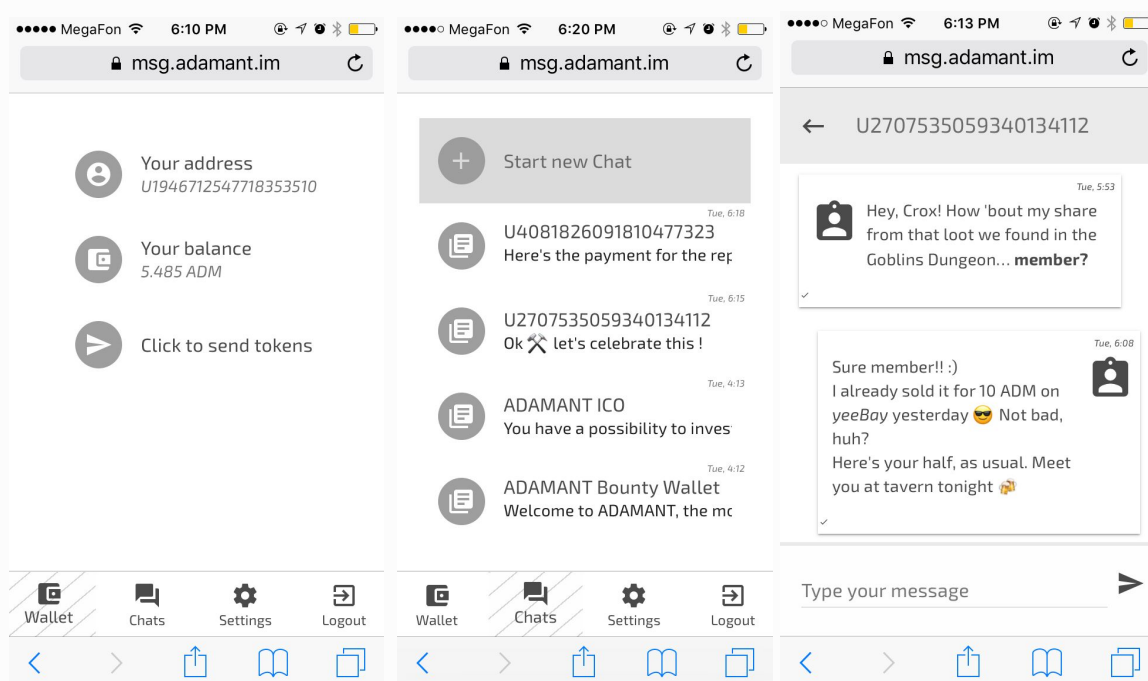 MegaFon 6:10 PM
msg.adamant.im
Your address
U1946712547718353510
Your balance
5.485 ADM
Click to send tokens
Wallet Chats Settings Logout
MegaFon 6:20 PM
msg.adamant.im
Start new Chat
Tue, 6:18
U4081826091810477323
Here's the payment for the rep
Tue, 6:15
U2707535059340134112
Ok ⚒ let's celebrate this !
Tue, 4:13
ADAMANT ICO
You have a possibility to inves
Tue, 4:12
ADAMANT Bounty Wallet
Welcome to ADAMANT, the mo
Wallet Chats Settings Logout
MegaFon 6:13 PM
msg.adamant.im
U2707535059340134112
Tue, 5:53
Hey, Crox! How 'bout my share
from that loot we found in the
Goblins Dungeon... member?
Tue, 6:08
Sure member!! :)
I already sold it for 10 ADM on
yeeBay yesterday 😎 Not bad,
huh?
Here's your half, as usual. Meet
you at tavern tonight 🍻
Type your message